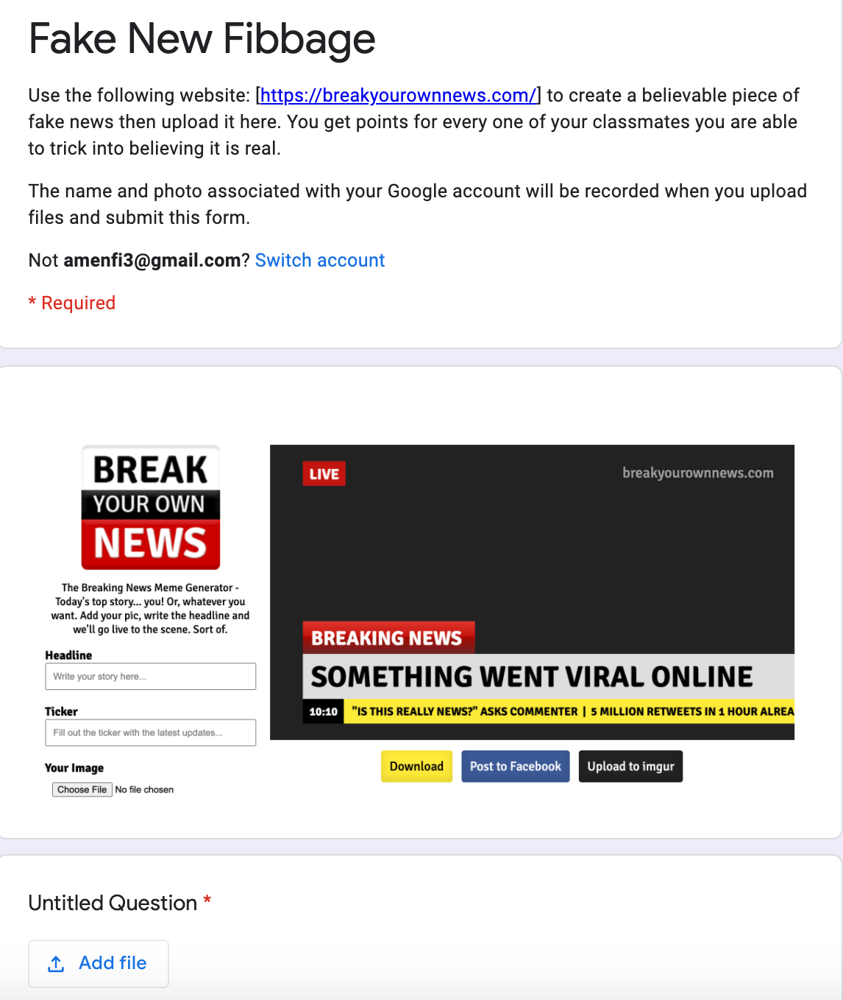 Fake New Fibbage
Use the following website: [https://breakyourownnews.com/] to create a believable piece of
fake news then upload it here. You get points for every one of your classmates you are able
to trick into believing it is real.
The name and photo associated with your Google account will be recorded when you upload
files and submit this form.
Not amenfi3@gmail.com? Switch account
* Required
BREAK
YOUR OWN
NEWS
The Breaking News Meme Generator -
Today's top story... you! Or, whatever you
want. Add your pic, write the headline and
we'll go live to the scene. Sort of.
Headline
Write your story here...
Ticker
Fill out the ticker with the latest updates...
Your Image
Choose File No file chosen
LIVE
breakyourownnews.com
BREAKING NEWS
SOMETHING WENT VIRAL ONLINE
10:10 "IS THIS REALLY NEWS?" ASKS COMMENTER | 5 MILLION RETWEETS IN 1 HOUR ALREA
Download Post to Facebook Upload to imgur
Untitled Question *
Add file